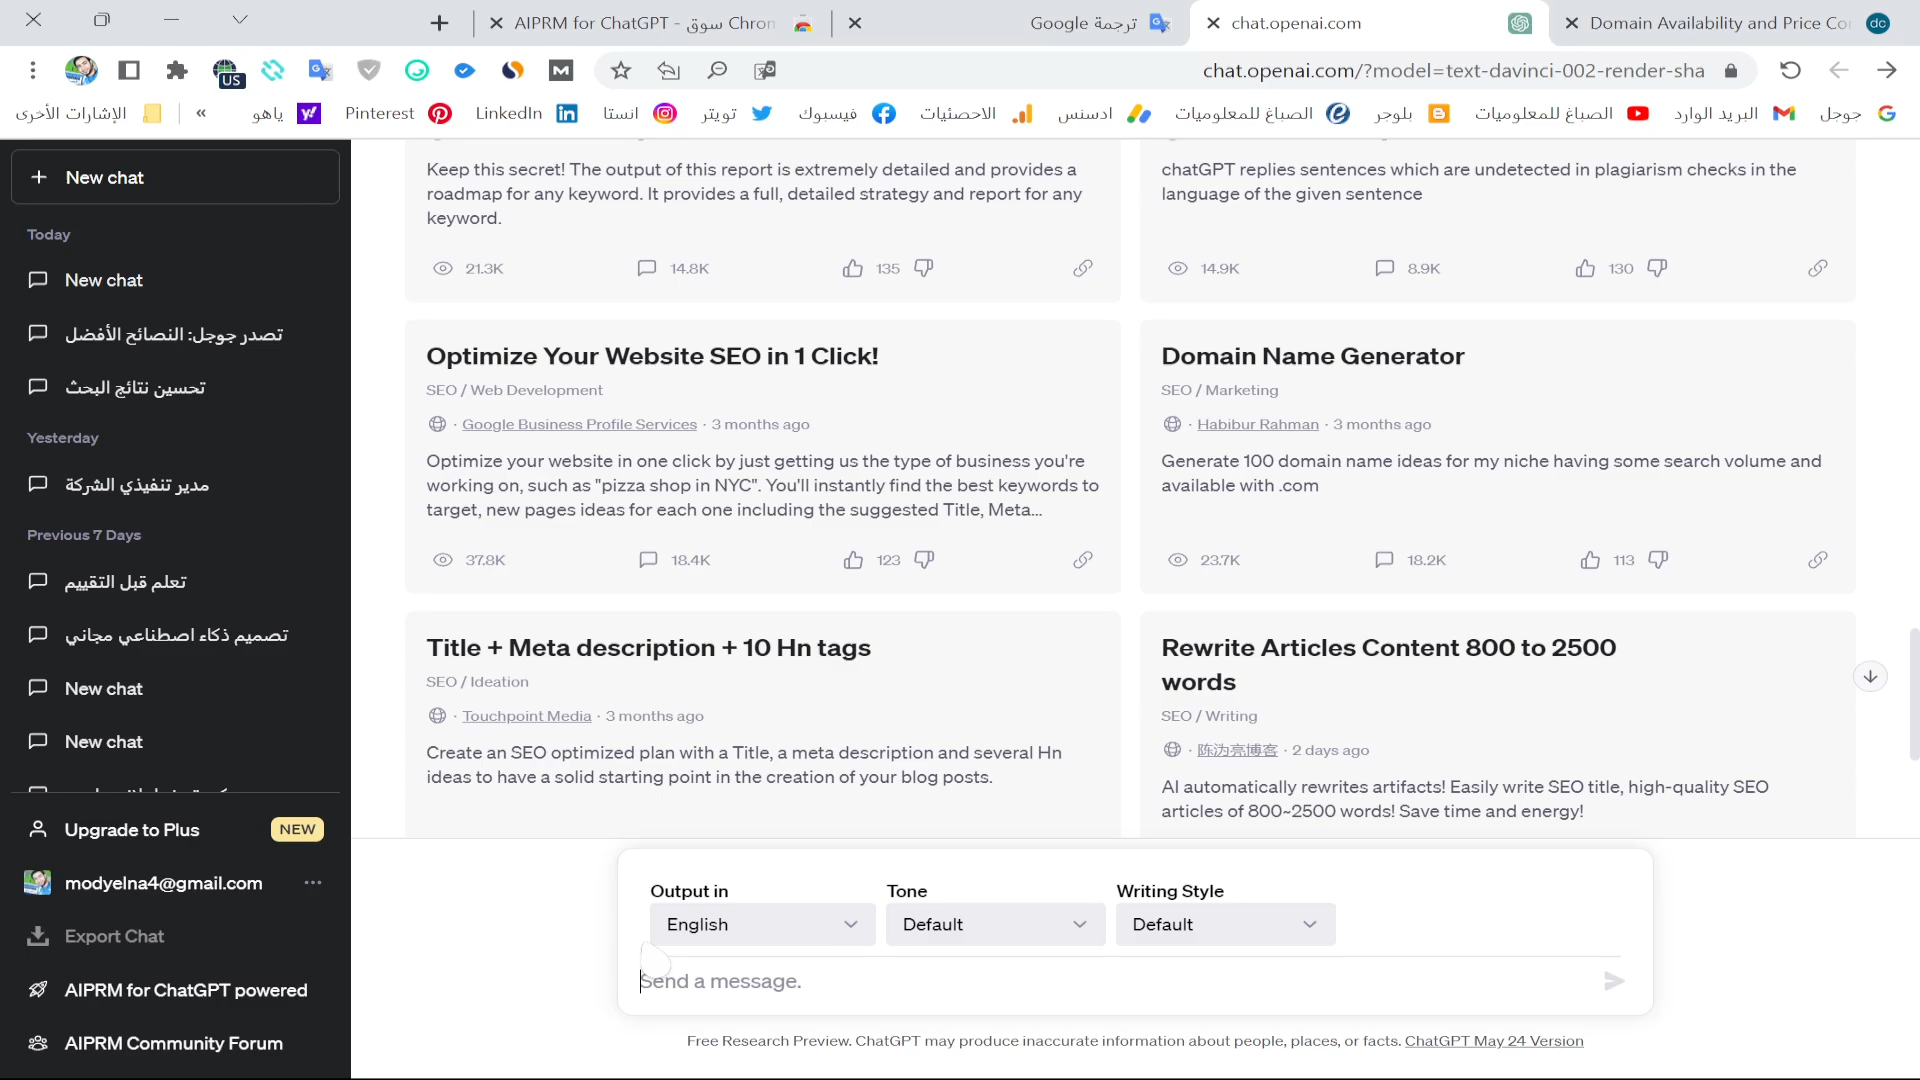 AIPRM for ChatGPT - سوق Chrom
ترجمة Google
chat.openai.com
Domain Availability and Price Co
dc
US
chat.openai.com/?model=text-davinci-002-render-sha
الإشارات الأخرى
«
ياهو
Pinterest
LinkedIn
انستا
تويتر
فيسبوك
الاحصئيات
ادسنس
الصباغ للمعلوميات
بلوجر
الصباغ للمعلوميات
البريد الوارد
جوجل
New chat
Today
New chat
تصدر جوجل: النصائح الأفضل
تحسين نتائج البحث
Yesterday
مدير تنفيذي الشركة
Previous 7 Days
تعلم قبل التقييم
تصميم ذكاء اصطناعي مجاني
New chat
New chat
Upgrade to Plus
NEW
modyelna4@gmail.com
Export Chat
AIPRM for ChatGPT powered
AIPRM Community Forum
Keep this secret! The output of this report is extremely detailed and provides a
roadmap for any keyword. It provides a full, detailed strategy and report for any
keyword.
21.3K
14.8K
135
chatGPT replies sentences which are undetected in plagiarism checks in the
language of the given sentence
14.9K
8.9K
130
Optimize Your Website SEO in 1 Click!
SEO / Web Development
· Google Business Profile Services · 3 months ago
Optimize your website in one click by just getting us the type of business you're
working on, such as "pizza shop in NYC". You'll instantly find the best keywords to
target, new pages ideas for each one including the suggested Title, Meta...
37.8K
18.4K
123
Domain Name Generator
SEO / Marketing
· Habibur Rahman · 3 months ago
Generate 100 domain name ideas for my niche having some search volume and
available with .com
23.7K
18.2K
113
Title + Meta description + 10 Hn tags
SEO / Ideation
· Touchpoint Media · 3 months ago
Create an SEO optimized plan with a Title, a meta description and several Hn
ideas to have a solid starting point in the creation of your blog posts.
Rewrite Articles Content 800 to 2500
words
SEO / Writing
· 陈沩亮博客 · 2 days ago
AI automatically rewrites artifacts! Easily write SEO title, high-quality SEO
articles of 800~2500 words! Save time and energy!
Output in
Tone
Writing Style
English
Default
Default
Send a message.
Free Research Preview. ChatGPT may produce inaccurate information about people, places, or facts. ChatGPT May 24 Version